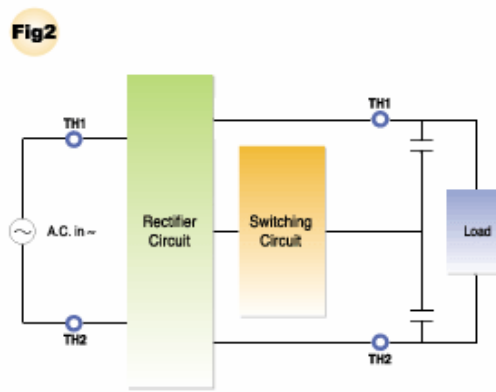 Fig2
TH1
TH1
A.C. in ~
Rectifier
Circuit
Switching
Circuit
Load
TH2
TH2